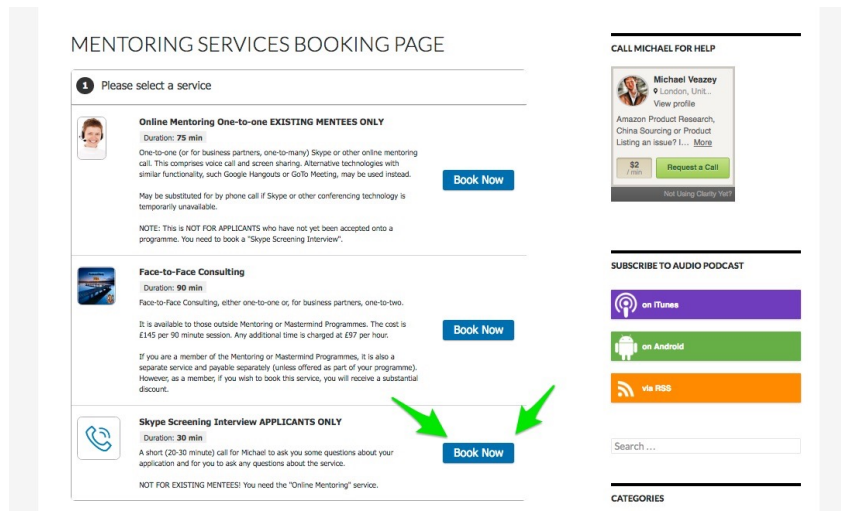 MENTORING SERVICES BOOKING PAGE
1 Please select a service
Online Mentoring One-to-one EXISTING MENTEES ONLY
Duration: 75 min
One-to-one (or for business partners, one-to-many) Skype or other online mentoring
call. This comprises voice call and screen sharing. Alternative technologies with
similar functionality, such Google Hangouts or GoTo Meeting, may be used instead.
May be substituted for by phone call if Skype or other conferencing technology is
temporarily unavailable.
NOTE: This is NOT FOR APPLICANTS who have not yet been accepted onto a
programme. You need to book a "Skype Screening Interview".
Book Now
Face-to-Face Consulting
Duration: 90 min
Face-to-Face Consulting, either one-to-one or, for business partners, one-to-two.
It is available to those outside Mentoring or Mastermind Programmes. The cost is
£145 per 90 minute session. Any additional time is charged at £97 per hour.
If you are a member of the Mentoring or Mastermind Programmes, it is also a
separate service and payable separately (unless offered as part of your programme).
However, as a member, if you wish to book this service, you will receive a substantial
discount.
Book Now
Skype Screening Interview APPLICANTS ONLY
Duration: 30 min
A short (20-30 minute) call for Michael to ask you some questions about your
application and for you to ask any questions about the service.
NOT FOR EXISTING MENTEES! You need the "Online Mentoring" service.
Book Now
CALL MICHAEL FOR HELP
Michael Veazey
London, Unit...
View profile
Amazon Product Research,
China Sourcing or Product
Listing an issue? I... More
$2
/ min
Request a Call
Not Using Clarity Yet?
SUBSCRIBE TO AUDIO PODCAST
on iTunes
on Android
via RSS
Search ...
CATEGORIES